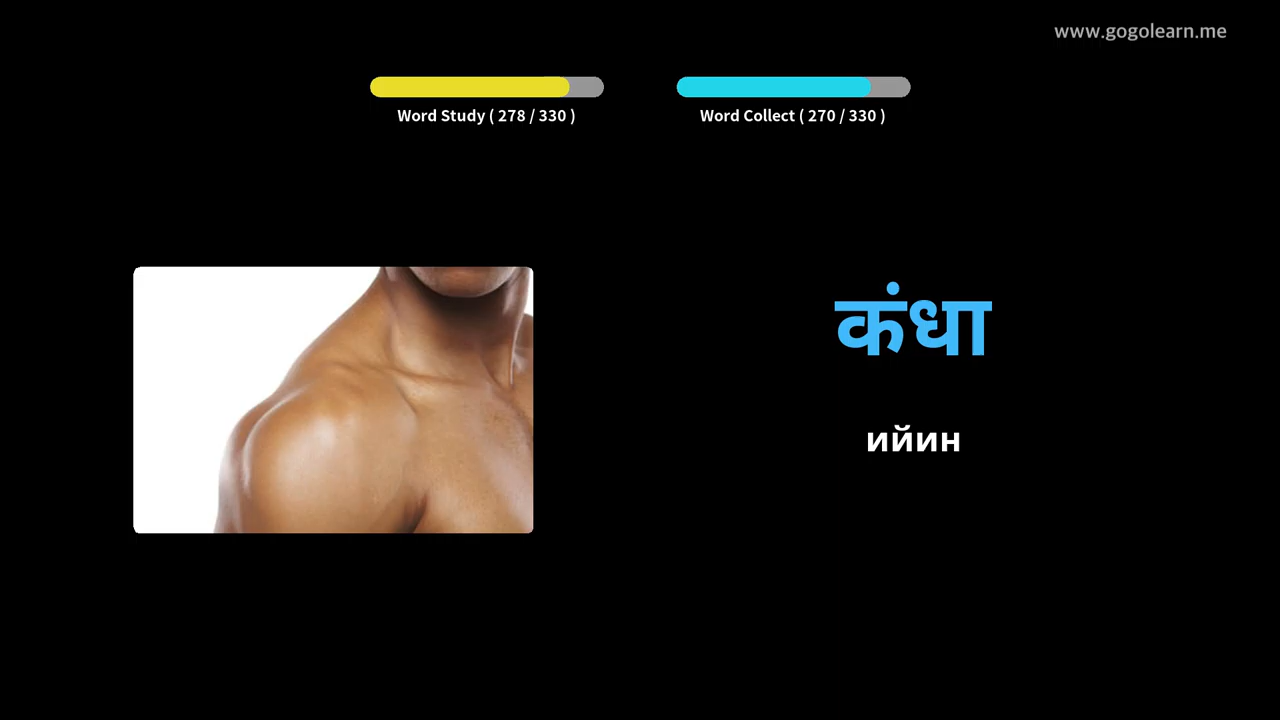 www.gogolearn.me
Word Study ( 278 / 330 )
Word Collect ( 270 / 330 )
कंधा
ийин